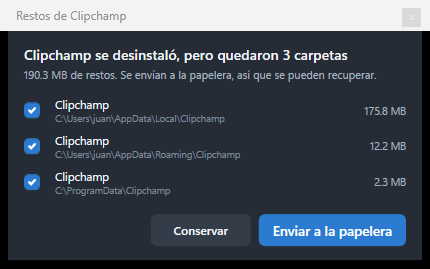 Restos de Clipchamp
x
Clipchamp se desinstaló, pero quedaron 3 carpetas
190.3 MB de restos. Se envían a la papelera, así que se pueden recuperar.
Clipchamp
175.8 MB
C:\Users\juan\AppData\Local\Clipchamp
Clipchamp
12.2 MB
C:\Users\juan\AppData\Roaming\Clipchamp
Clipchamp
2.3 MB
C:\ProgramData\Clipchamp
Conservar
Enviar a la papelera